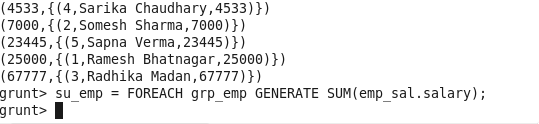 (4533,{(4,Sarika Chaudhary,4533)})
(7000,{(2,Somesh Sharma,7000)})
(23445,{(5,Sapna Verma,23445)})
(25000,{(1,Ramesh Bhatnagar,25000)})
(67777,{(3,Radhika Madan,67777)})
grunt> su_emp = FOREACH grp_emp GENERATE SUM(emp_sal.salary);
grunt>